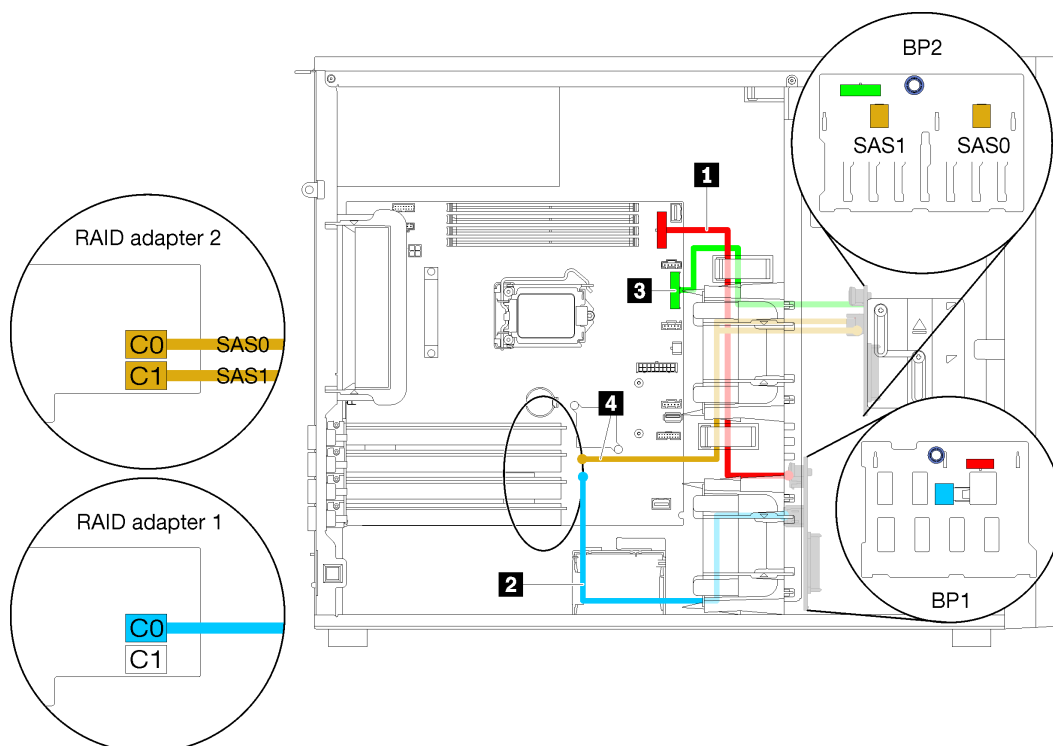 BP2
SAS1
SAS0
1
RAID adapter 2
3
C0
SAS0
C1
SAS1
4
RAID adapter 1
2
BP1
C0
C1